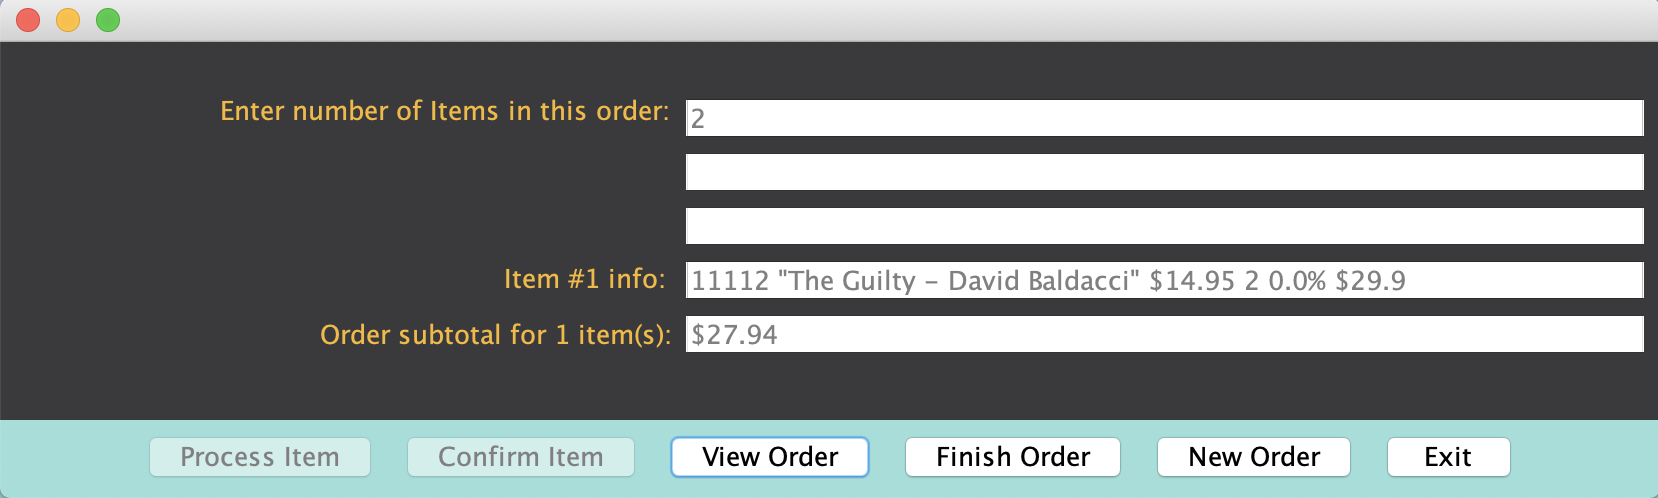 Enter number of Items in this order: 2
Item #1 info: 11112 "The Guilty - David Baldacci" $14.95 2 0.0% $29.9
Order subtotal for 1 item(s): $27.94
Process Item Confirm Item View Order Finish Order New Order Exit